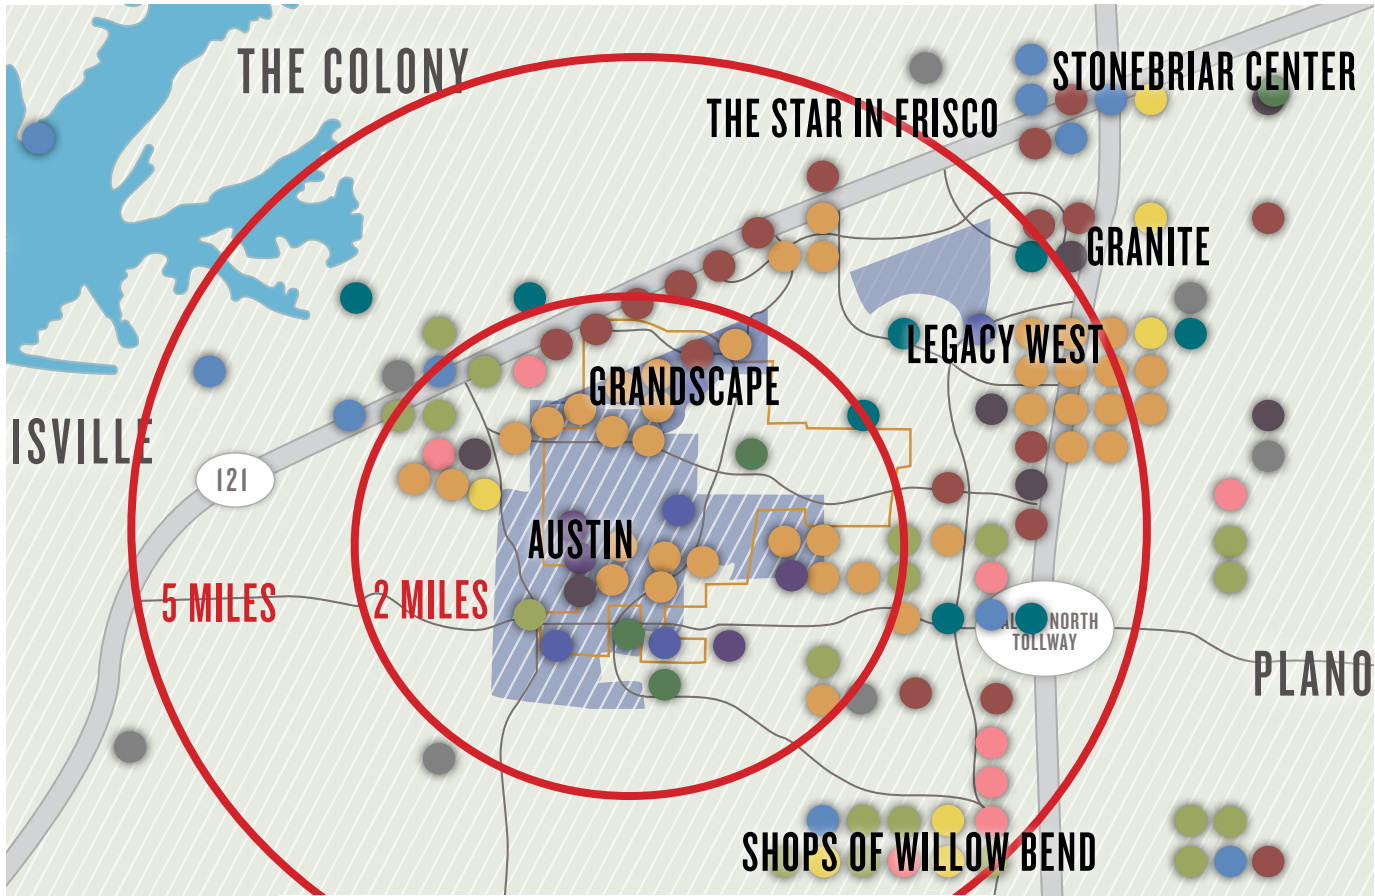 THE COLONY
STONEBRIAR CENTER
THE STAR IN FRISCO
GRANITE
LEGACY WEST
GRANDSCAPE
ISVILLE
121
AUSTIN
5 MILES
2 MILES
NORTH
TOLLWAY
PLANO
SHOPS OF WILLOW BEND